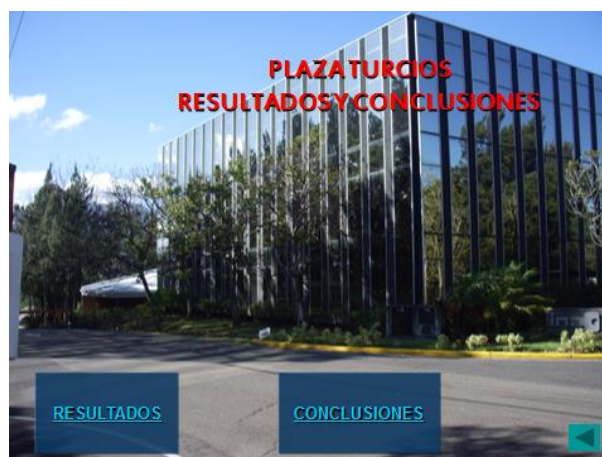 PLAZA TURCIOS
RESULTADOS Y CONCLUSIONES
RESULTADOS
CONCLUSIONES